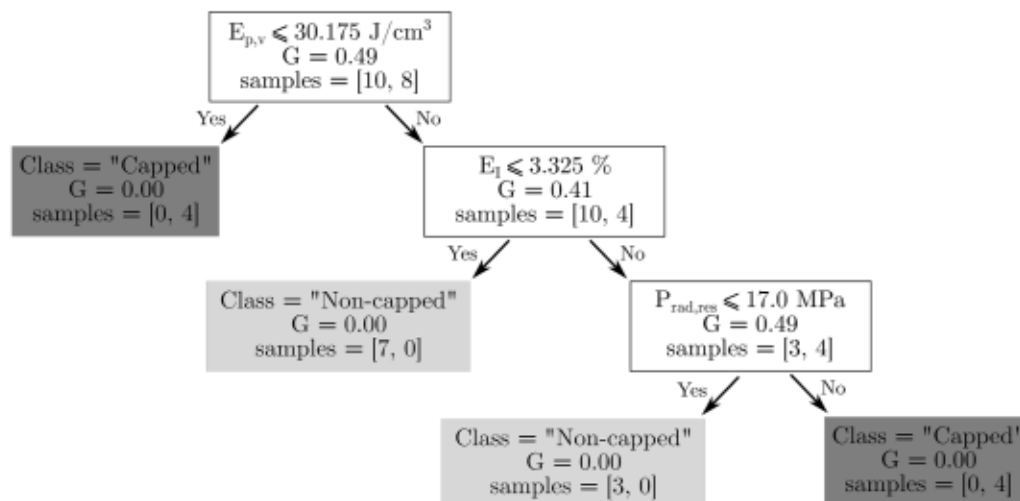 E_p,v ⩽ 30.175 J/cm³
G = 0.49
samples = [10, 8]
Yes
No
Class = "Capped"
G = 0.00
samples = [0, 4]
E_I ⩽ 3.325 %
G = 0.41
samples = [10, 4]
Yes
No
Class = "Non-capped"
G = 0.00
samples = [7, 0]
P_rad,res ⩽ 17.0 MPa
G = 0.49
samples = [3, 4]
Yes
No
Class = "Non-capped"
G = 0.00
samples = [3, 0]
Class = "Capped"
G = 0.00
samples = [0, 4]